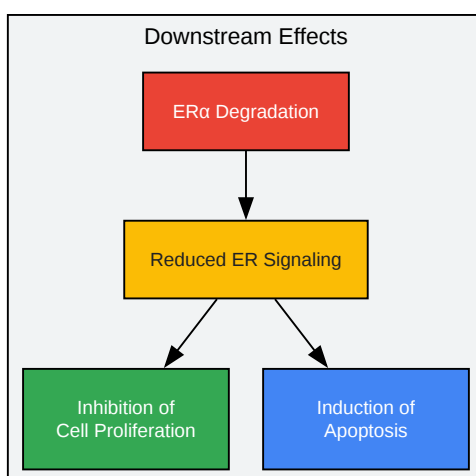 Downstream Effects
ERα Degradation
Reduced ER Signaling
Inhibition of
Cell Proliferation
Induction of
Apoptosis